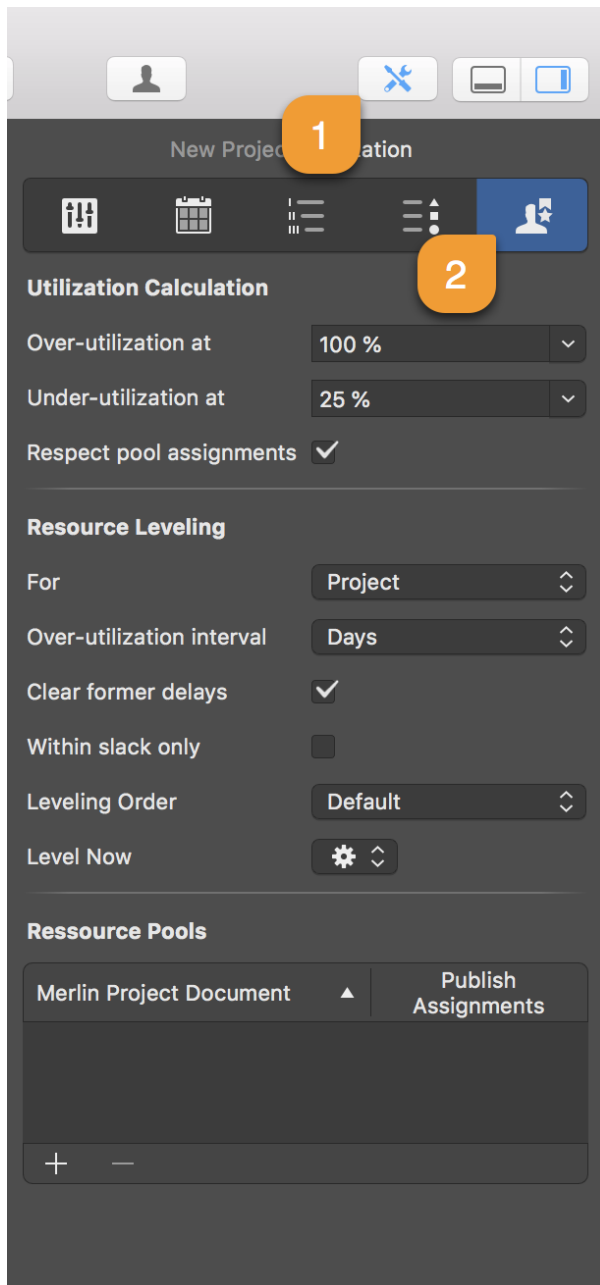 1
New Projec ation
2
Utilization Calculation
Over-utilization at 100 %
Under-utilization at 25 %
Respect pool assignments
Resource Leveling
For Project
Over-utilization interval Days
Clear former delays
Within slack only
Leveling Order Default
Level Now
Ressource Pools
Merlin Project Document
Publish
Assignments